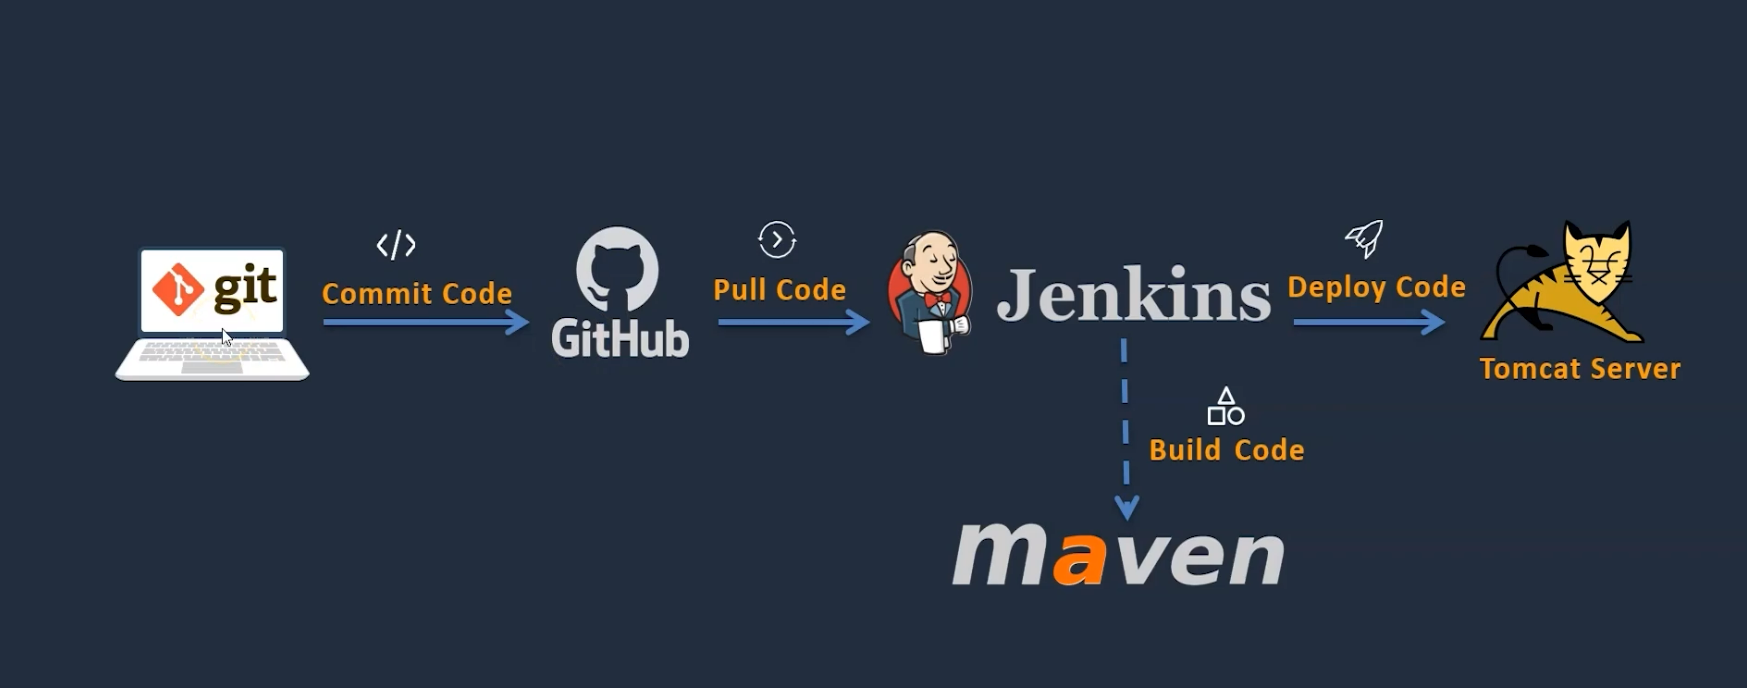 git
</>
Commit Code
GitHub
Pull Code
Jenkins
Deploy Code
Tomcat Server
Build Code
maven